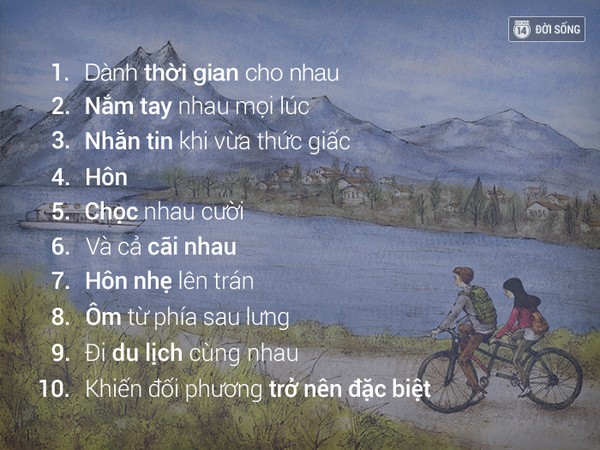 14 ĐỜI SỐNG
1. Dành thời gian cho nhau
2. Nắm tay nhau mọi lúc
3. Nhắn tin khi vừa thức giấc
4. Hôn
5. Chọc nhau cười
6. Và cả cãi nhau
7. Hôn nhẹ lên trán
8. Ôm từ phía sau lưng
9. Đi du lịch cùng nhau
10. Khiến đối phương trở nên đặc biệt